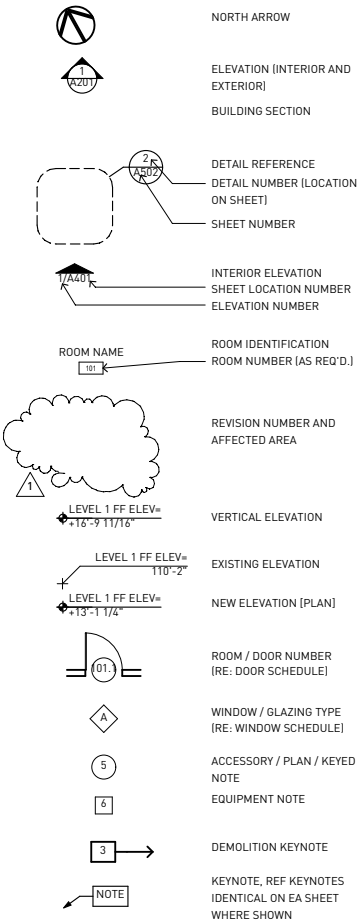 NORTH ARROW
1
A201
ELEVATION (INTERIOR AND
EXTERIOR)
BUILDING SECTION
2
A502
DETAIL REFERENCE
DETAIL NUMBER (LOCATION
ON SHEET)
SHEET NUMBER
1/A401
INTERIOR ELEVATION
SHEET LOCATION NUMBER
ELEVATION NUMBER
ROOM NAME
101
ROOM IDENTIFICATION
ROOM NUMBER (AS REQ'D.)
1
REVISION NUMBER AND
AFFECTED AREA
LEVEL 1 FF ELEV=
+16'-9 11/16"
VERTICAL ELEVATION
LEVEL 1 FF ELEV=
110'-2"
EXISTING ELEVATION
LEVEL 1 FF ELEV=
+13'-1 1/4"
NEW ELEVATION [PLAN]
101.1
ROOM / DOOR NUMBER
(RE: DOOR SCHEDULE)
A
WINDOW / GLAZING TYPE
(RE: WINDOW SCHEDULE)
5
ACCESSORY / PLAN / KEYED
NOTE
6
EQUIPMENT NOTE
3
DEMOLITION KEYNOTE
NOTE
KEYNOTE, REF KEYNOTES
IDENTICAL ON EA SHEET
WHERE SHOWN